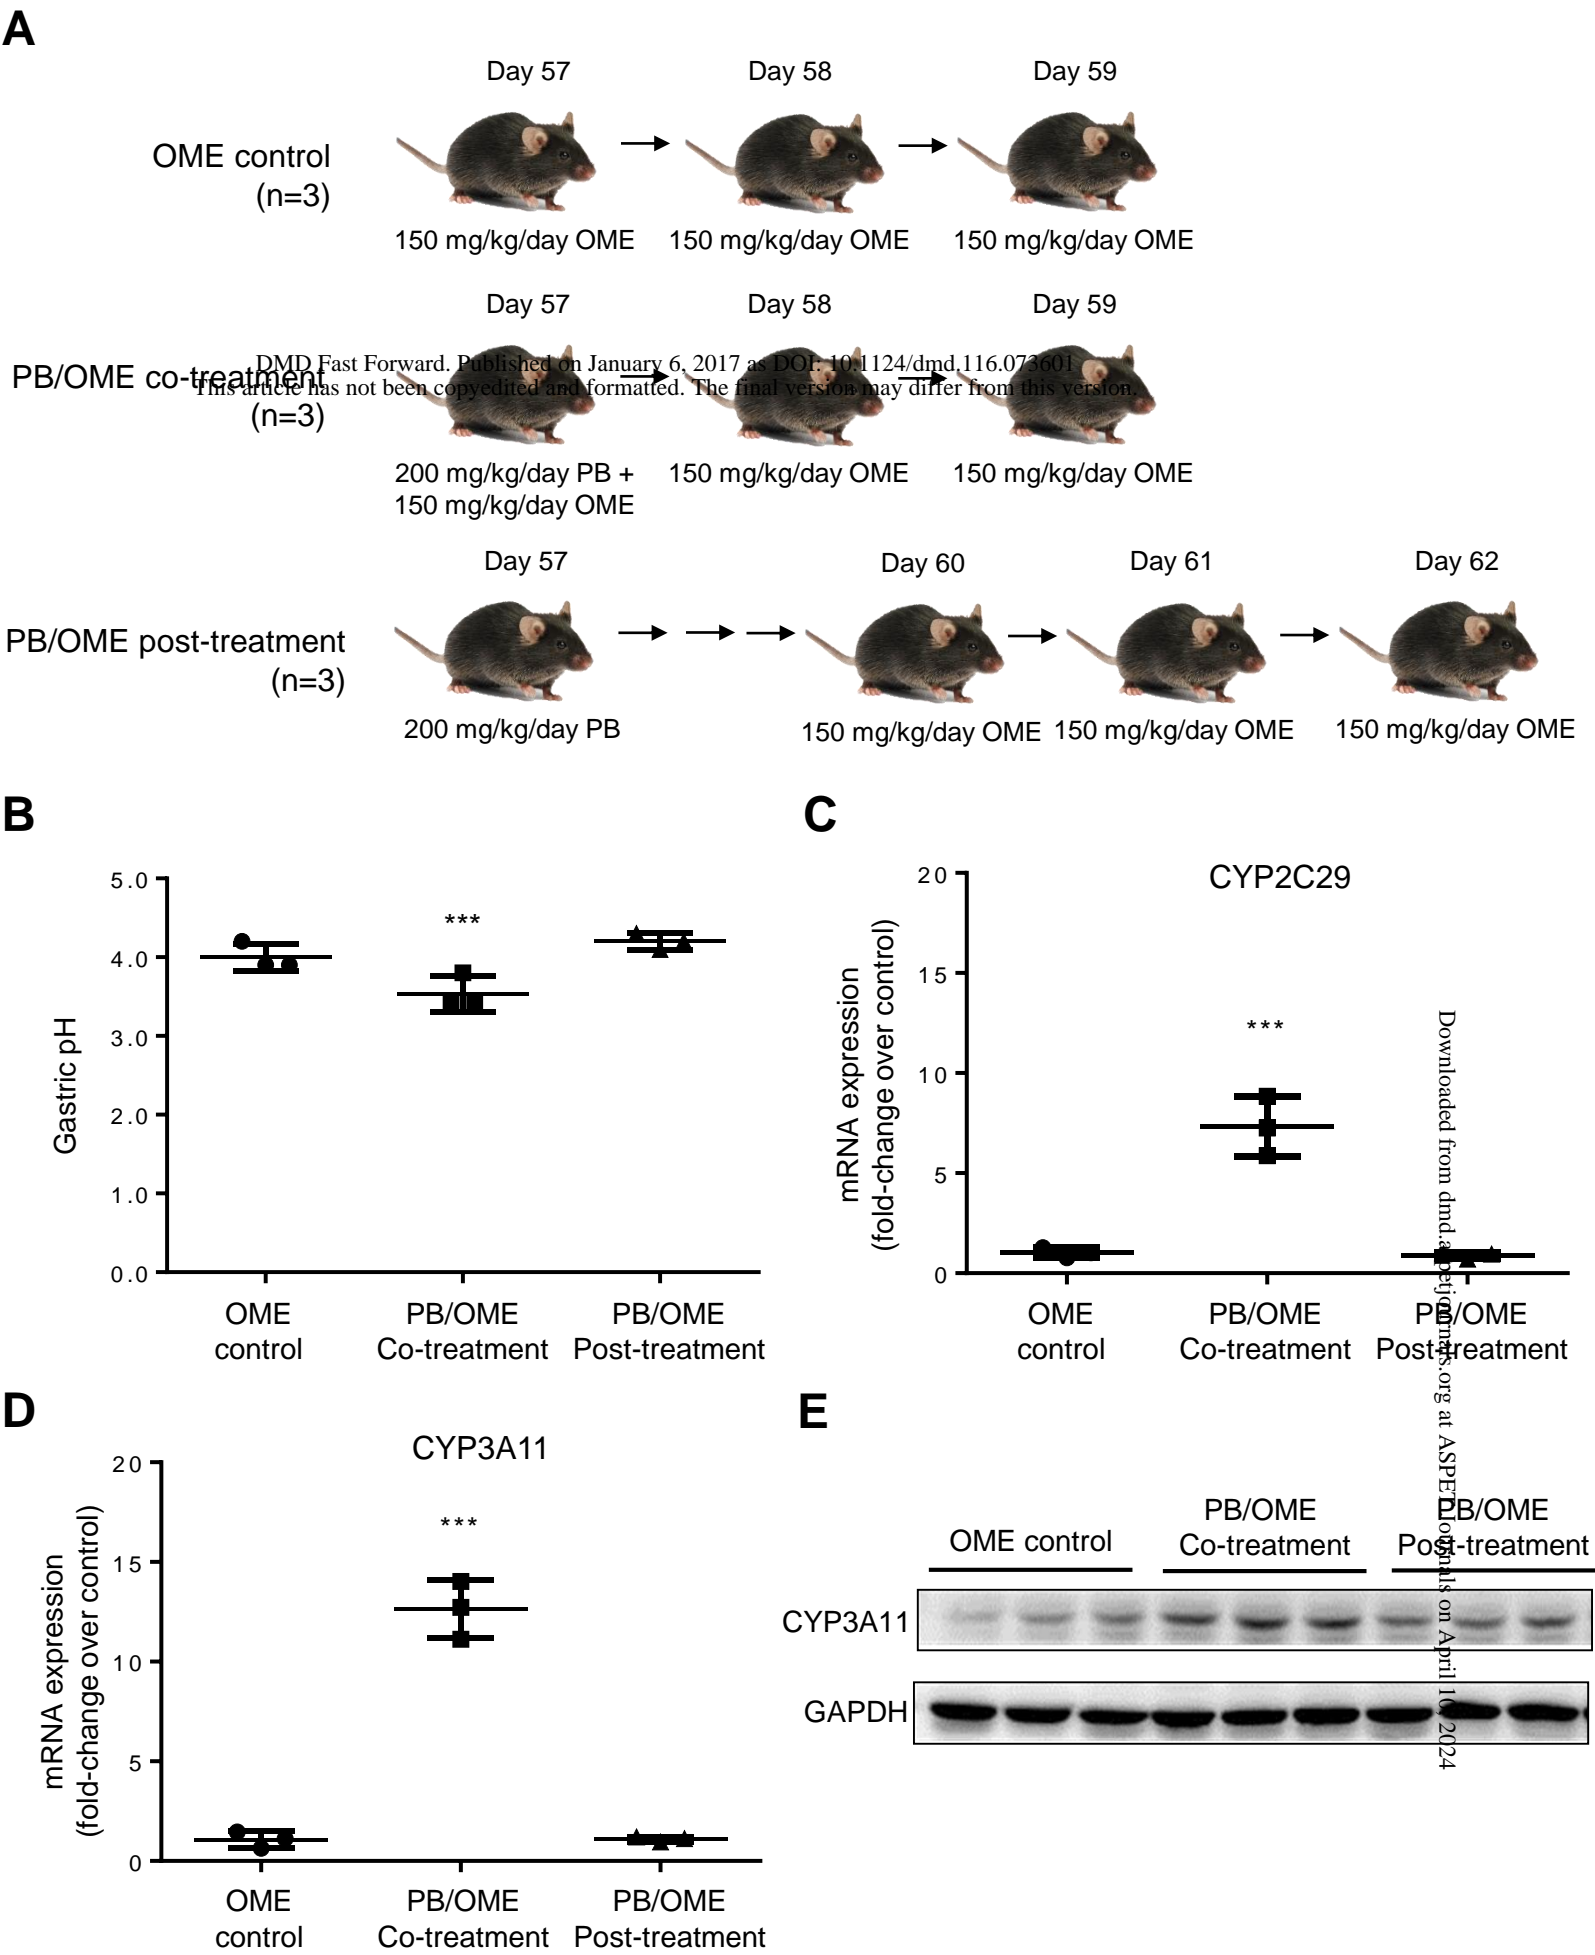 A
Day 57
Day 58
Day 59
OME control
(n=3)
150 mg/kg/day OME
150 mg/kg/day OME
150 mg/kg/day OME
Day 57
Day 58
Day 59
DMD Fast Forward. Published on January 6, 2017 as DOI: 10.1124/dmd.116.073601
This article has not been copyedited and formatted. The final version may differ from this version.
PB/OME co-treatment
(n=3)
200 mg/kg/day PB +
150 mg/kg/day OME
150 mg/kg/day OME
150 mg/kg/day OME
Day 57
Day 60
Day 61
Day 62
PB/OME post-treatment
(n=3)
200 mg/kg/day PB
150 mg/kg/day OME
150 mg/kg/day OME
150 mg/kg/day OME
B
5.0
4.0
3.0
2.0
1.0
0.0
Gastric pH
***
OME
control
PB/OME
Co-treatment
PB/OME
Post-treatment
C
CYP2C29
20
15
10
5
0
mRNA expression
(fold-change over control)
***
OME
control
PB/OME
Co-treatment
PB/OME
Post-treatment
Downloaded from dmd.aspetjournals.org at ASPET Journals on April 10, 2024
D
CYP3A11
20
15
10
5
0
mRNA expression
(fold-change over control)
***
OME
control
PB/OME
Co-treatment
PB/OME
Post-treatment
E
OME control
PB/OME
Co-treatment
PB/OME
Post-treatment
CYP3A11
GAPDH